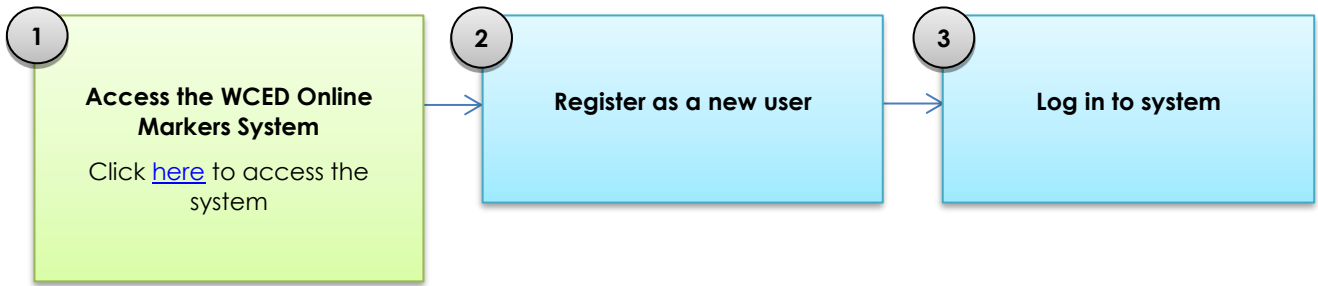 1
Access the WCED Online
Markers System
Click here to access the
system
2
Register as a new user
3
Log in to system